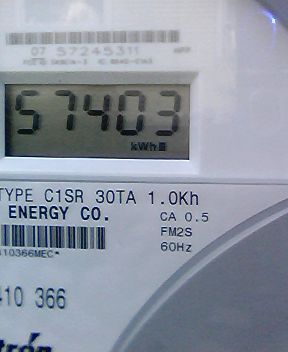 07 57245311
57403
kWh
TYPE C1SR 30TA 1.0Kh
ENERGY CO.
CA 0.5
FM2S
60Hz
10366MEC*
410 366
trón